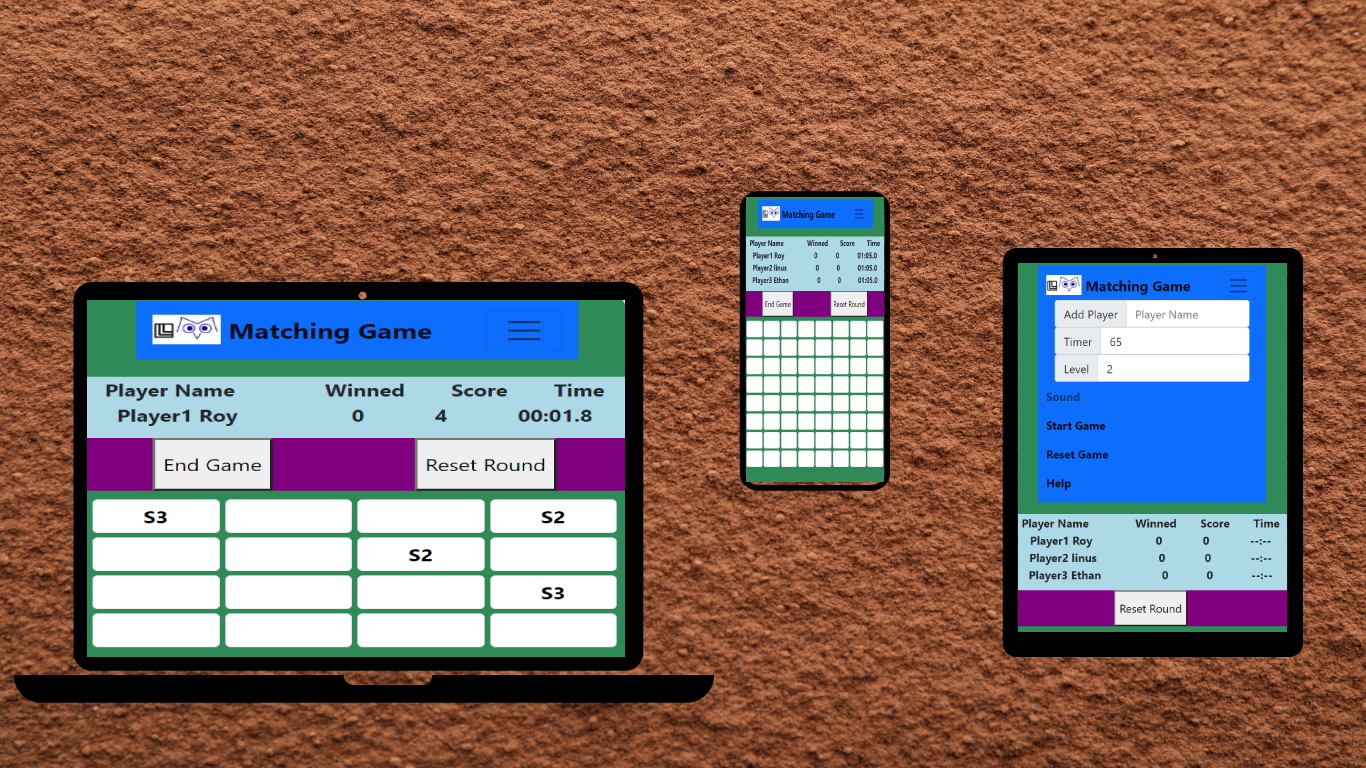 Matching Game
Player Name Winned Score Time
Player1 Roy 0 4 00:01.8
End Game Reset Round
S3 S2
S2
S3
Matching Game
Player Name Winned Score Time
Player1 Roy 0 0 01:05.0
Player2 linus 0 0 01:05.0
Player3 Ethan 0 0 01:05.0
End Game Reset Round
Matching Game
Add Player Player Name
Timer 65
Level 2
Sound
Start Game
Reset Game
Help
Player Name Winned Score Time
Player1 Roy 0 0 --:--
Player2 linus 0 0 --:--
Player3 Ethan 0 0 --:--
Reset Round